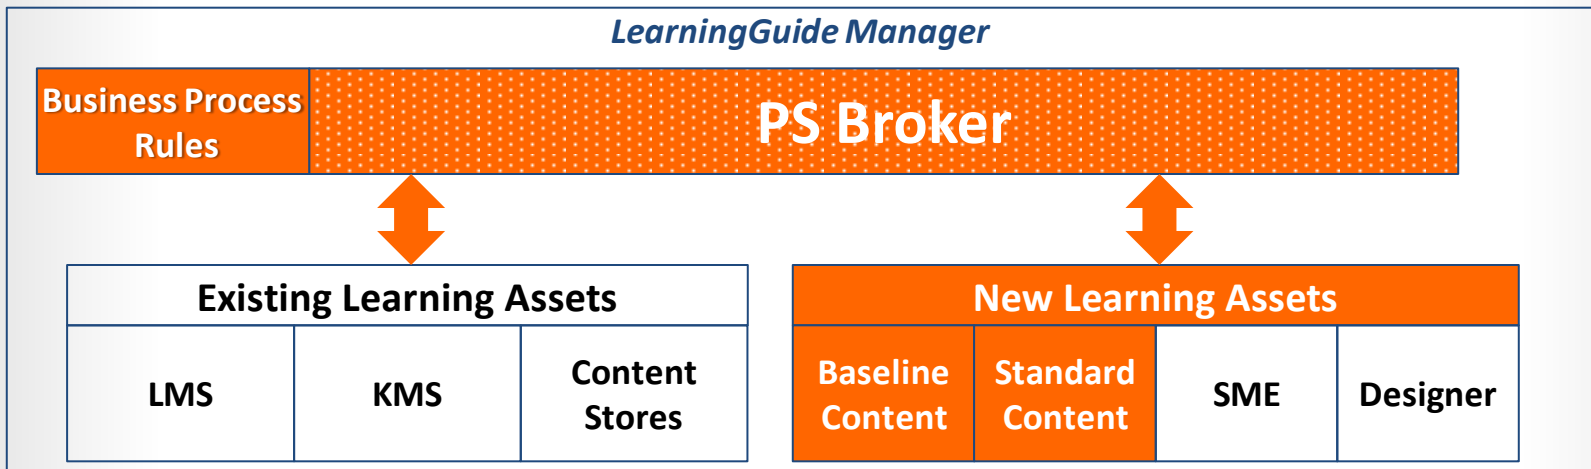 LearningGuide Manager
Business Process
Rules
PS Broker
Existing Learning Assets
LMS
KMS
Content
Stores
New Learning Assets
Baseline
Content
Standard
Content
SME
Designer